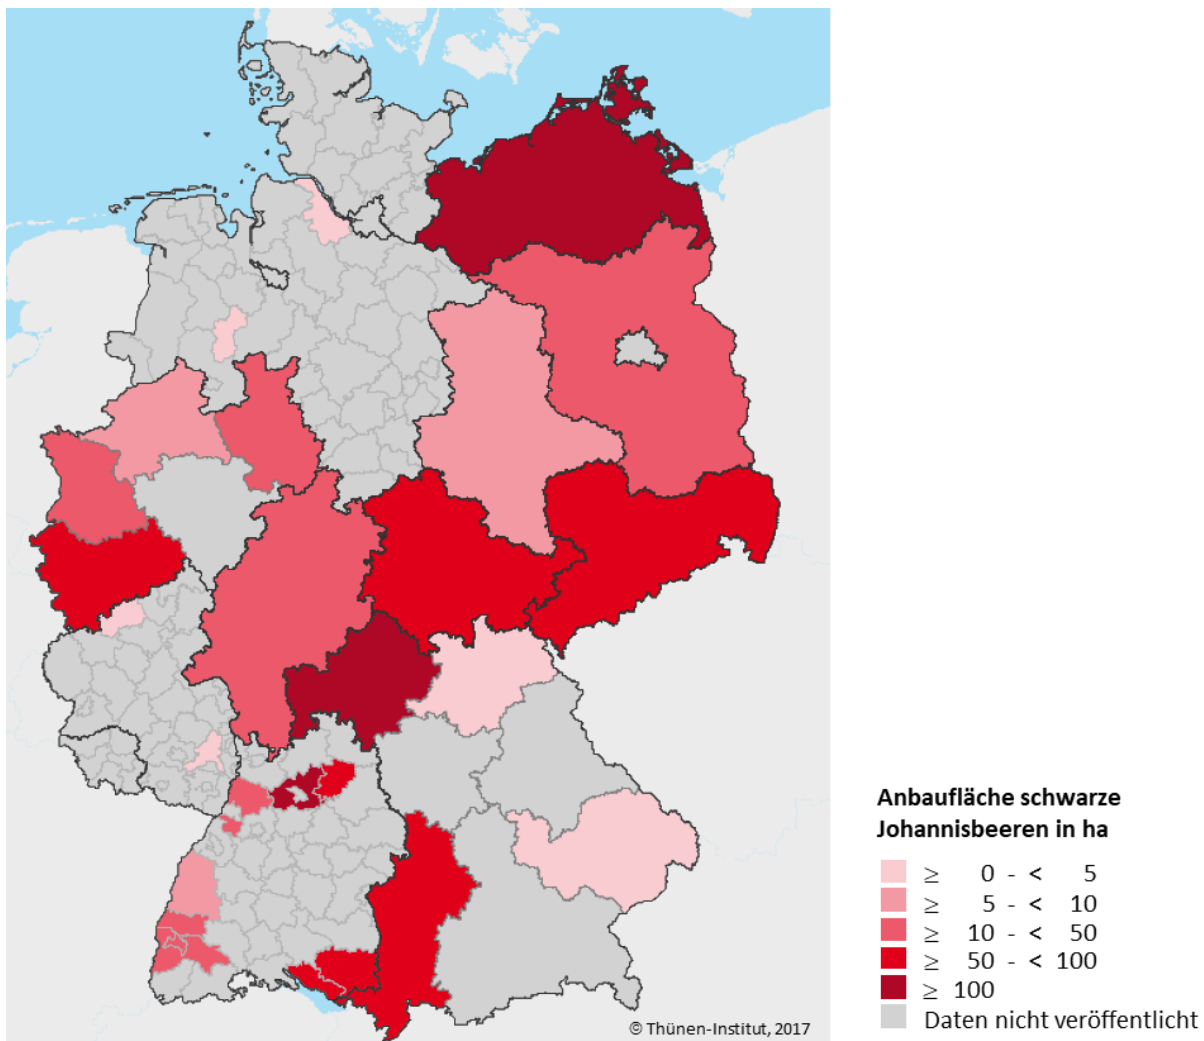 Anbaufläche schwarze
Johannisbeeren in ha
≥ 0 - < 5
≥ 5 - < 10
≥ 10 - < 50
≥ 50 - < 100
≥ 100
Daten nicht veröffentlicht
© Thünen-Institut, 2017